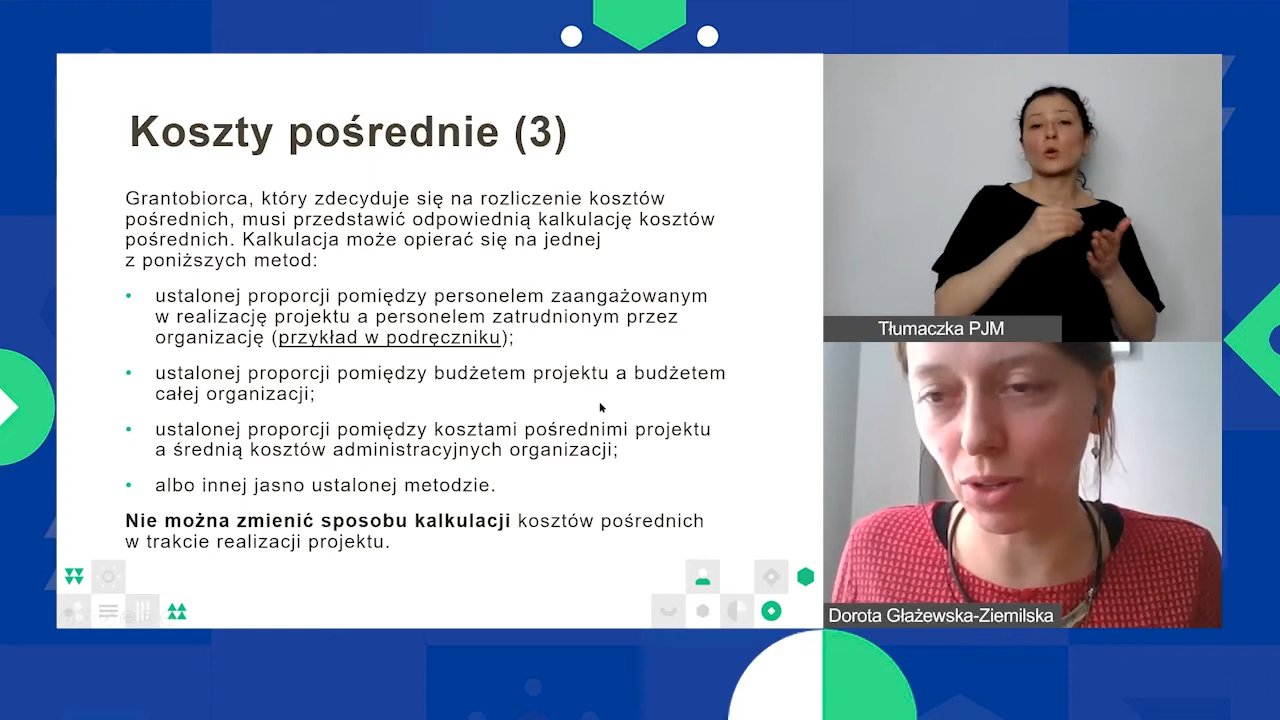 Koszty pośrednie (3)
Grantobiorca, który zdecyduje się na rozliczenie kosztów
pośrednich, musi przedstawić odpowiednią kalkulację kosztów
pośrednich. Kalkulacja może opierać się na jednej
z poniższych metod:
• ustalonej proporcji pomiędzy personelem zaangażowanym
w realizację projektu a personelem zatrudnionym przez
organizację (przykład w podręczniku);
• ustalonej proporcji pomiędzy budżetem projektu a budżetem
całej organizacji;
• ustalonej proporcji pomiędzy kosztami pośrednimi projektu
a średnią kosztów administracyjnych organizacji;
• albo innej jasno ustalonej metodzie.
Nie można zmienić sposobu kalkulacji kosztów pośrednich
w trakcie realizacji projektu.
Tłumaczka PJM
Dorota Głażewska-Ziemilska